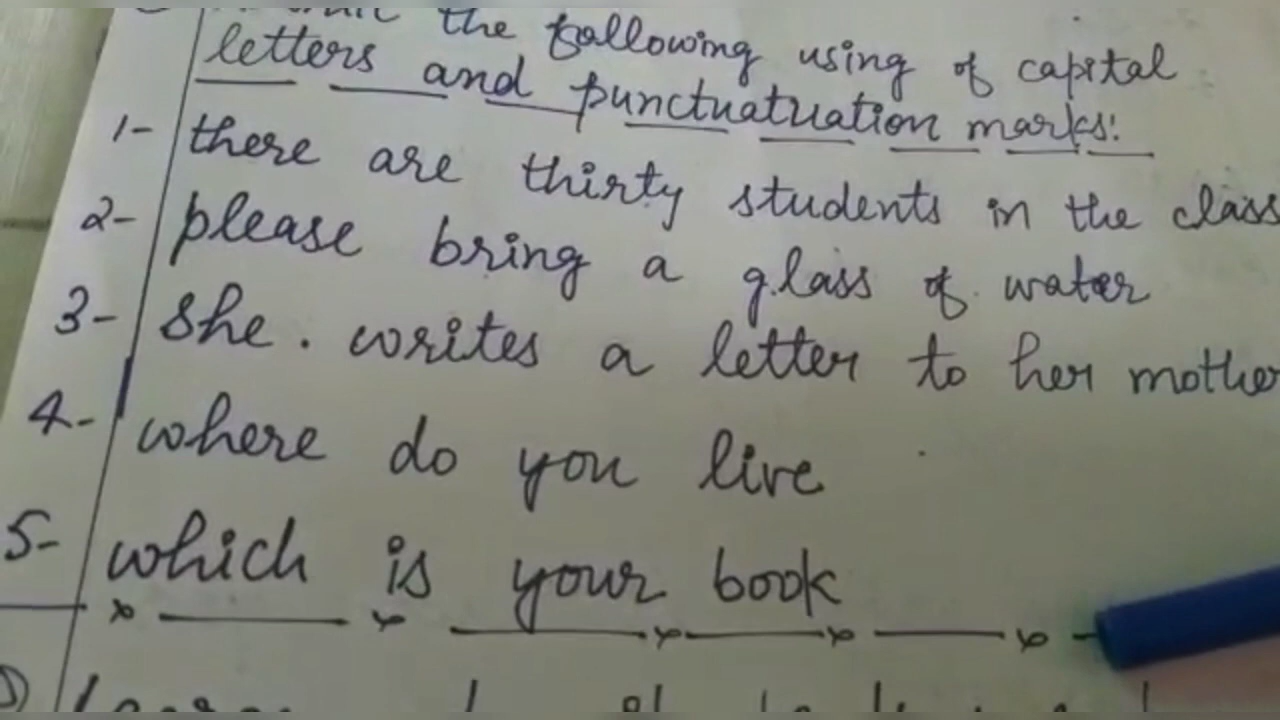 the following using of capital
letters and punctuatuation marks:
1- there are thirty students in the class
2- please bring a glass of water
3- she. writes a letter to her mother
4- where do you live
5- which is your book